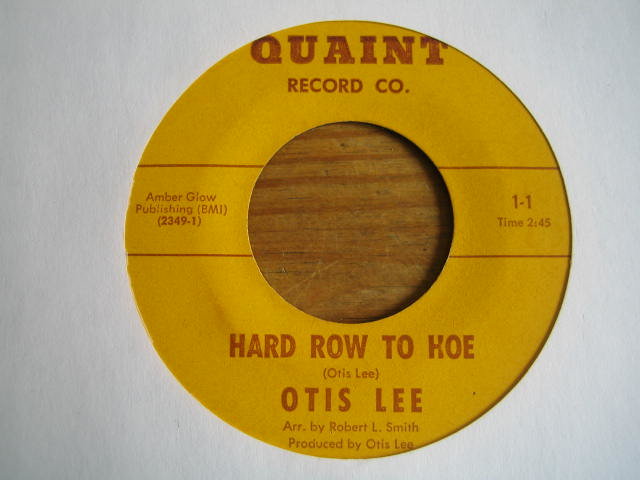 QUAINT
RECORD CO.
Amber Glow
Publishing (BMI)
(2349-1)
1-1
Time 2:45
HARD ROW TO HOE
(Otis Lee)
OTIS LEE
Arr. by Robert L. Smith
Produced by Otis Lee